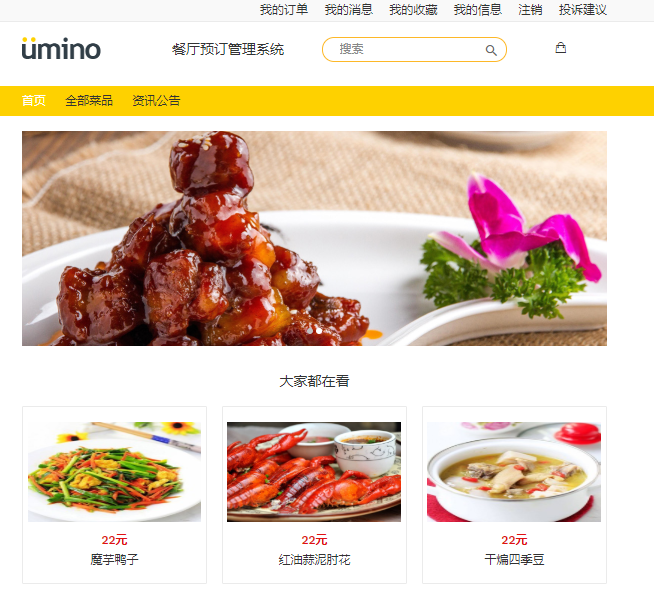 我的订单 我的消息 我的收藏 我的信息 注销 投诉建议
ümino 餐厅预订管理系统 搜索
首页 全部菜品 资讯公告
大家都在看
22元 22元 22元
魔芋鸭子 红油蒜泥肘花 干煸四季豆